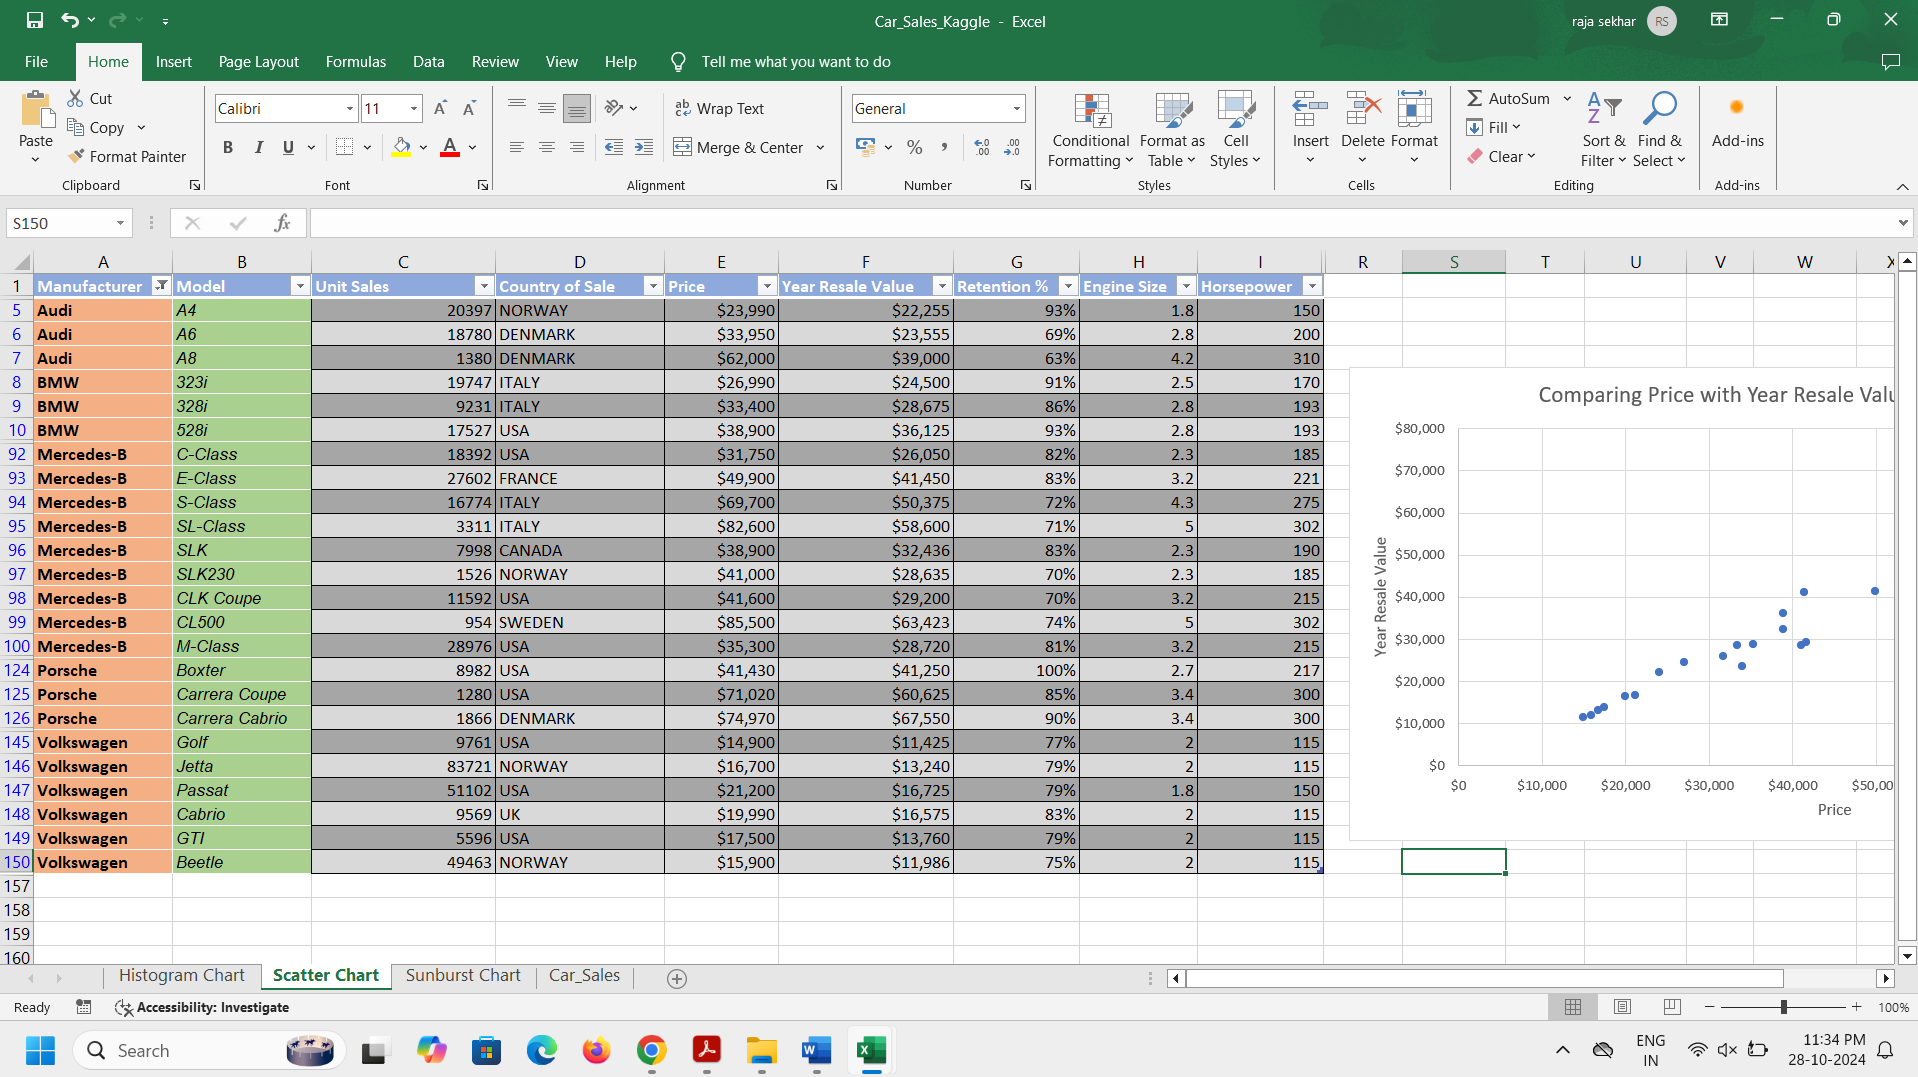 Car_Sales_Kaggle - Excel
raja sekhar RS
File Home Insert Page Layout Formulas Data Review View Help Tell me what you want to do
Paste
Cut
Copy
Format Painter
Clipboard
Calibri 11
B I U
Font
Wrap Text
Merge & Center
Alignment
General
Number
Conditional Formatting
Format as Table
Cell Styles
Styles
Insert Delete Format
Cells
AutoSum
Fill
Clear
Sort & Filter
Find & Select
Editing
Add-ins
Add-ins
S150 fx
A B C D E F G H I R S T U V W X
1 Manufacturer Model Unit Sales Country of Sale Price Year Resale Value Retention % Engine Size Horsepower
5 Audi A4 20397 NORWAY $23,990 $22,255 93% 1.8 150
6 Audi A6 18780 DENMARK $33,950 $23,555 69% 2.8 200
7 Audi A8 1380 DENMARK $62,000 $39,000 63% 4.2 310
8 BMW 323i 19747 ITALY $26,990 $24,500 91% 2.5 170
9 BMW 328i 9231 ITALY $33,400 $28,675 86% 2.8 193
10 BMW 528i 17527 USA $38,900 $36,125 93% 2.8 193
92 Mercedes-B C-Class 18392 USA $31,750 $26,050 82% 2.3 185
93 Mercedes-B E-Class 27602 FRANCE $49,900 $41,450 83% 3.2 221
94 Mercedes-B S-Class 16774 ITALY $69,700 $50,375 72% 4.3 275
95 Mercedes-B SL-Class 3311 ITALY $82,600 $58,600 71% 5 302
96 Mercedes-B SLK 7998 CANADA $38,900 $32,436 83% 2.3 190
97 Mercedes-B SLK230 1526 NORWAY $41,000 $28,635 70% 2.3 185
98 Mercedes-B CLK Coupe 11592 USA $41,600 $29,200 70% 3.2 215
99 Mercedes-B CL500 954 SWEDEN $85,500 $63,423 74% 5 302
100 Mercedes-B M-Class 28976 USA $35,300 $28,720 81% 3.2 215
124 Porsche Boxter 8982 USA $41,430 $41,250 100% 2.7 217
125 Porsche Carrera Coupe 1280 USA $71,020 $60,625 85% 3.4 300
126 Porsche Carrera Cabrio 1866 DENMARK $74,970 $67,550 90% 3.4 300
145 Volkswagen Golf 9761 USA $14,900 $11,425 77% 2 115
146 Volkswagen Jetta 83721 NORWAY $16,700 $13,240 79% 2 115
147 Volkswagen Passat 51102 USA $21,200 $16,725 79% 1.8 150
148 Volkswagen Cabrio 9569 UK $19,990 $16,575 83% 2 115
149 Volkswagen GTI 5596 USA $17,500 $13,760 79% 2 115
150 Volkswagen Beetle 49463 NORWAY $15,900 $11,986 75% 2 115
157
158
159
160
Comparing Price with Year Resale Valu
Year Resale Value
$80,000
$70,000
$60,000
$50,000
$40,000
$30,000
$20,000
$10,000
$0
$0 $10,000 $20,000 $30,000 $40,000 $50,00
Price
Histogram Chart Scatter Chart Sunburst Chart Car_Sales
Ready Accessibility: Investigate 100%
Search
ENG
IN
11:34 PM
28-10-2024